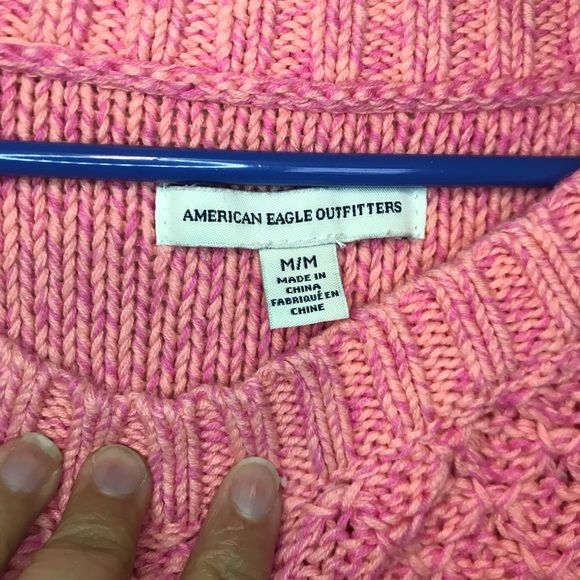 AMERICAN EAGLE OUTFITTERS
M/M
MADE IN
CHINA
FABRIQUÉ EN
CHINE